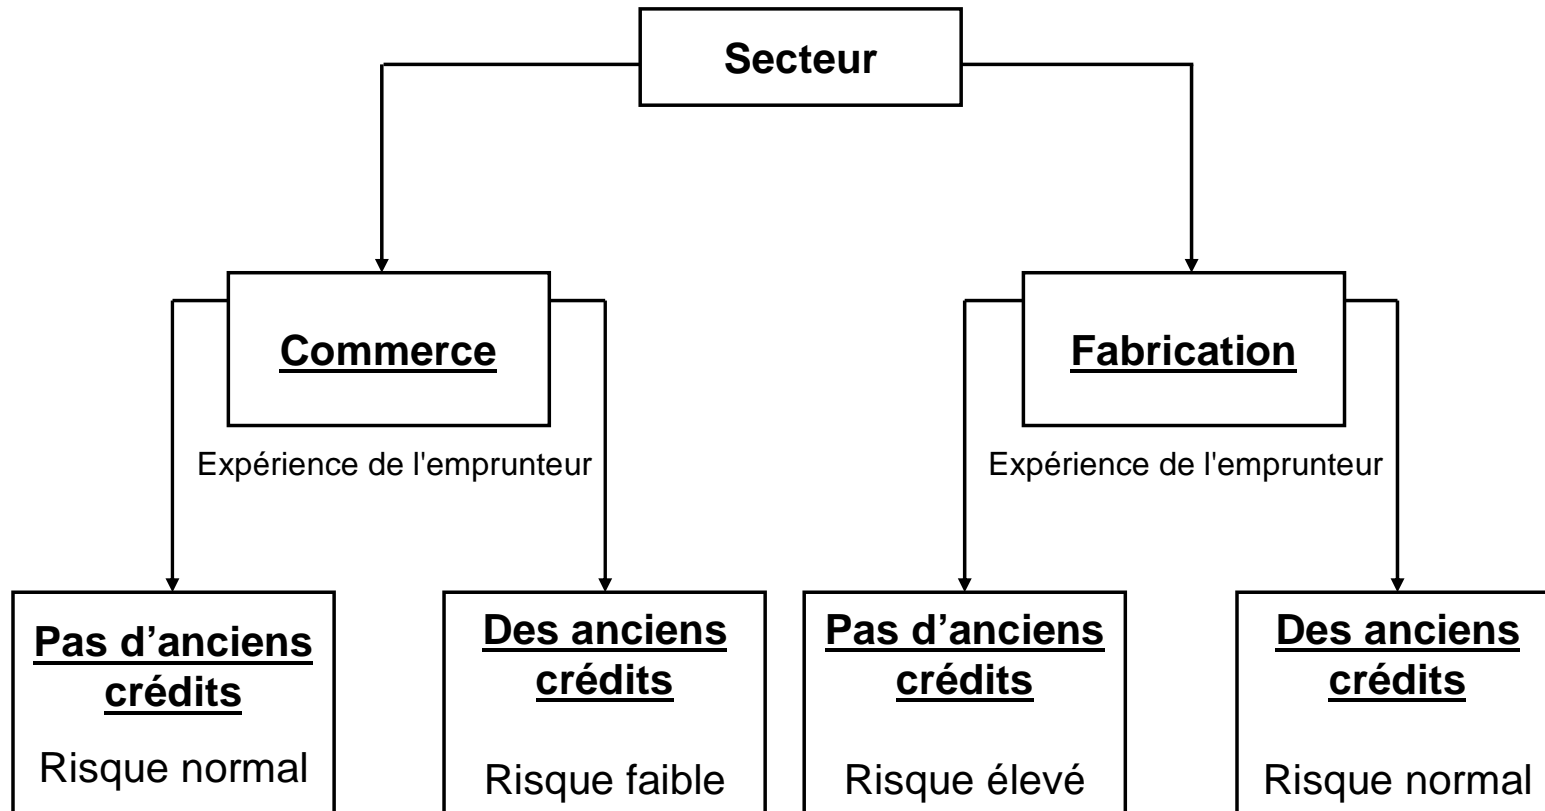 Secteur
Commerce
Fabrication
Expérience de l'emprunteur
Expérience de l'emprunteur
Pas d’anciens
crédits
Risque normal
Des anciens
crédits
Risque faible
Pas d’anciens
crédits
Risque élevé
Des anciens
crédits
Risque normal